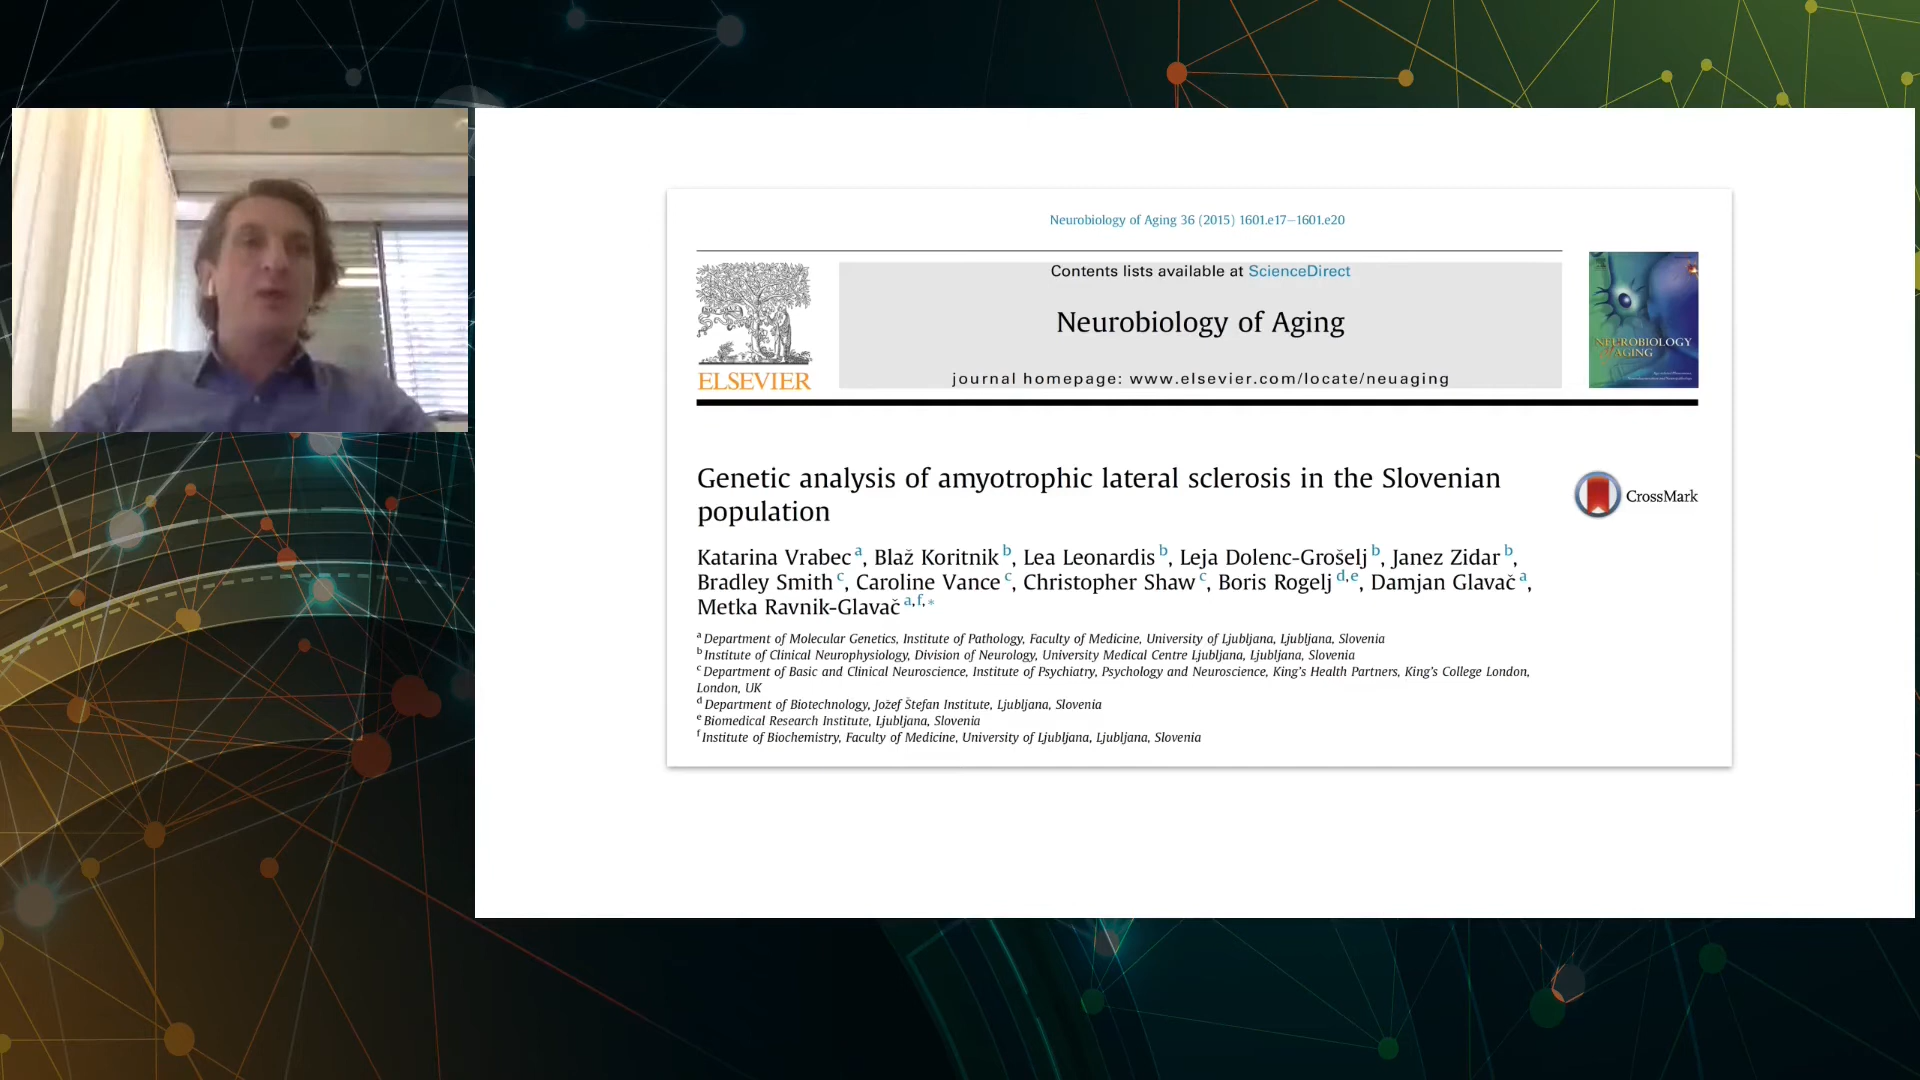 Neurobiology of Aging 36 (2015) 1601.e17–1601.e20
Contents lists available at ScienceDirect
Neurobiology of Aging
journal homepage: www.elsevier.com/locate/neuaging
ELSEVIER
NEUROBIOLOGY
OF AGING
Genetic analysis of amyotrophic lateral sclerosis in the Slovenian
population
CrossMark
Katarina Vrabec a, Blaž Koritnik b, Lea Leonardis b, Leja Dolenc-Grošelj b, Janez Zidar b,
Bradley Smith c, Caroline Vance c, Christopher Shaw c, Boris Rogelj d,e, Damjan Glavač a,
Metka Ravnik-Glavač a,f,*
a Department of Molecular Genetics, Institute of Pathology, Faculty of Medicine, University of Ljubljana, Ljubljana, Slovenia
b Institute of Clinical Neurophysiology, Division of Neurology, University Medical Centre Ljubljana, Ljubljana, Slovenia
c Department of Basic and Clinical Neuroscience, Institute of Psychiatry, Psychology and Neuroscience, King's Health Partners, King's College London,
London, UK
d Department of Biotechnology, Jožef Štefan Institute, Ljubljana, Slovenia
e Biomedical Research Institute, Ljubljana, Slovenia
f Institute of Biochemistry, Faculty of Medicine, University of Ljubljana, Ljubljana, Slovenia